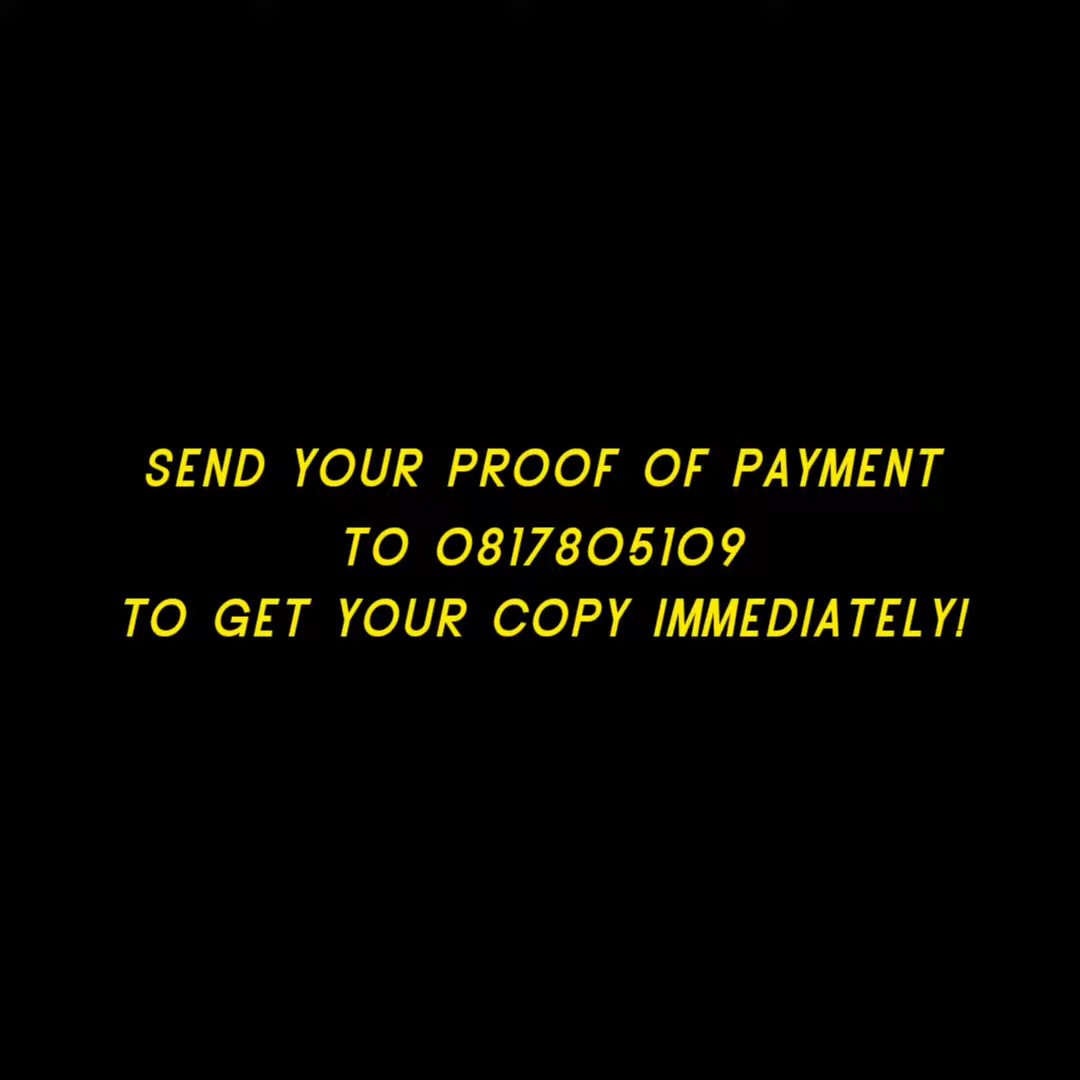 SEND YOUR PROOF OF PAYMENT
TO 0817805109
TO GET YOUR COPY IMMEDIATELY!